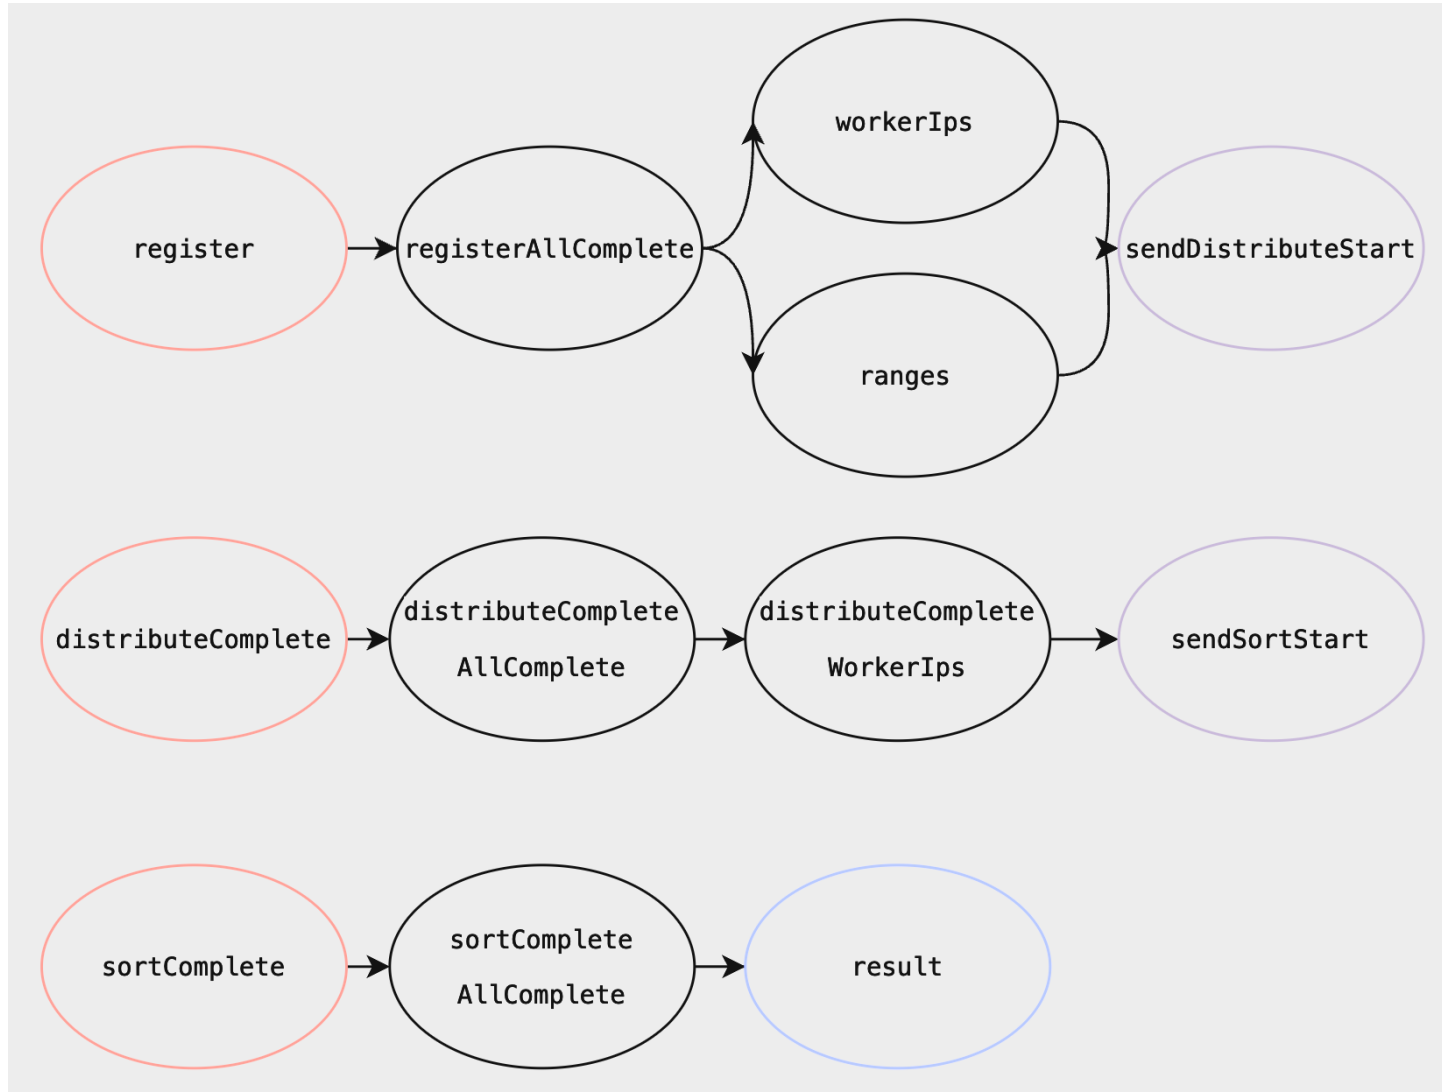 workerIps
register
registerAllComplete
sendDistributeStart
ranges
distributeComplete
distributeComplete
AllComplete
distributeComplete
WorkerIps
sendSortStart
sortComplete
sortComplete
AllComplete
result